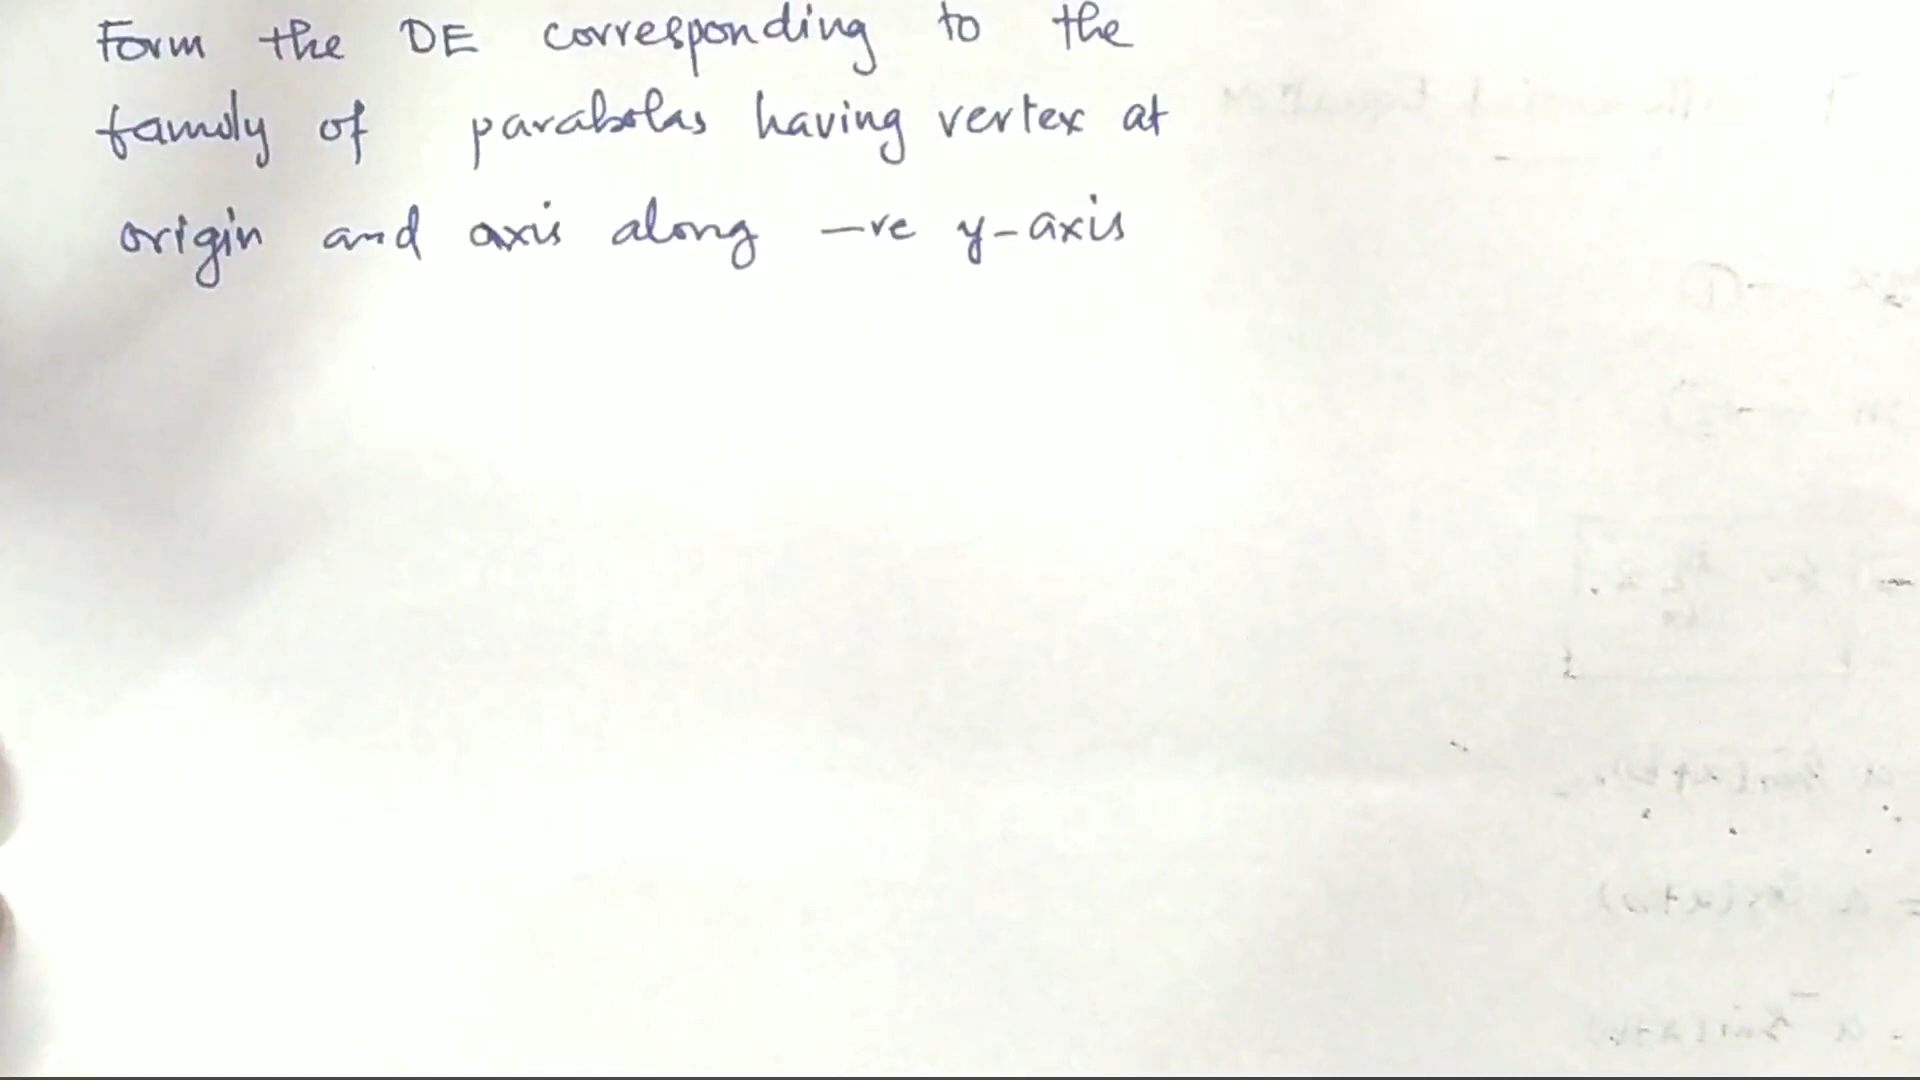 Form the DE corresponding to the
family of parabolas having vertex at
origin and axis along -ve y-axis